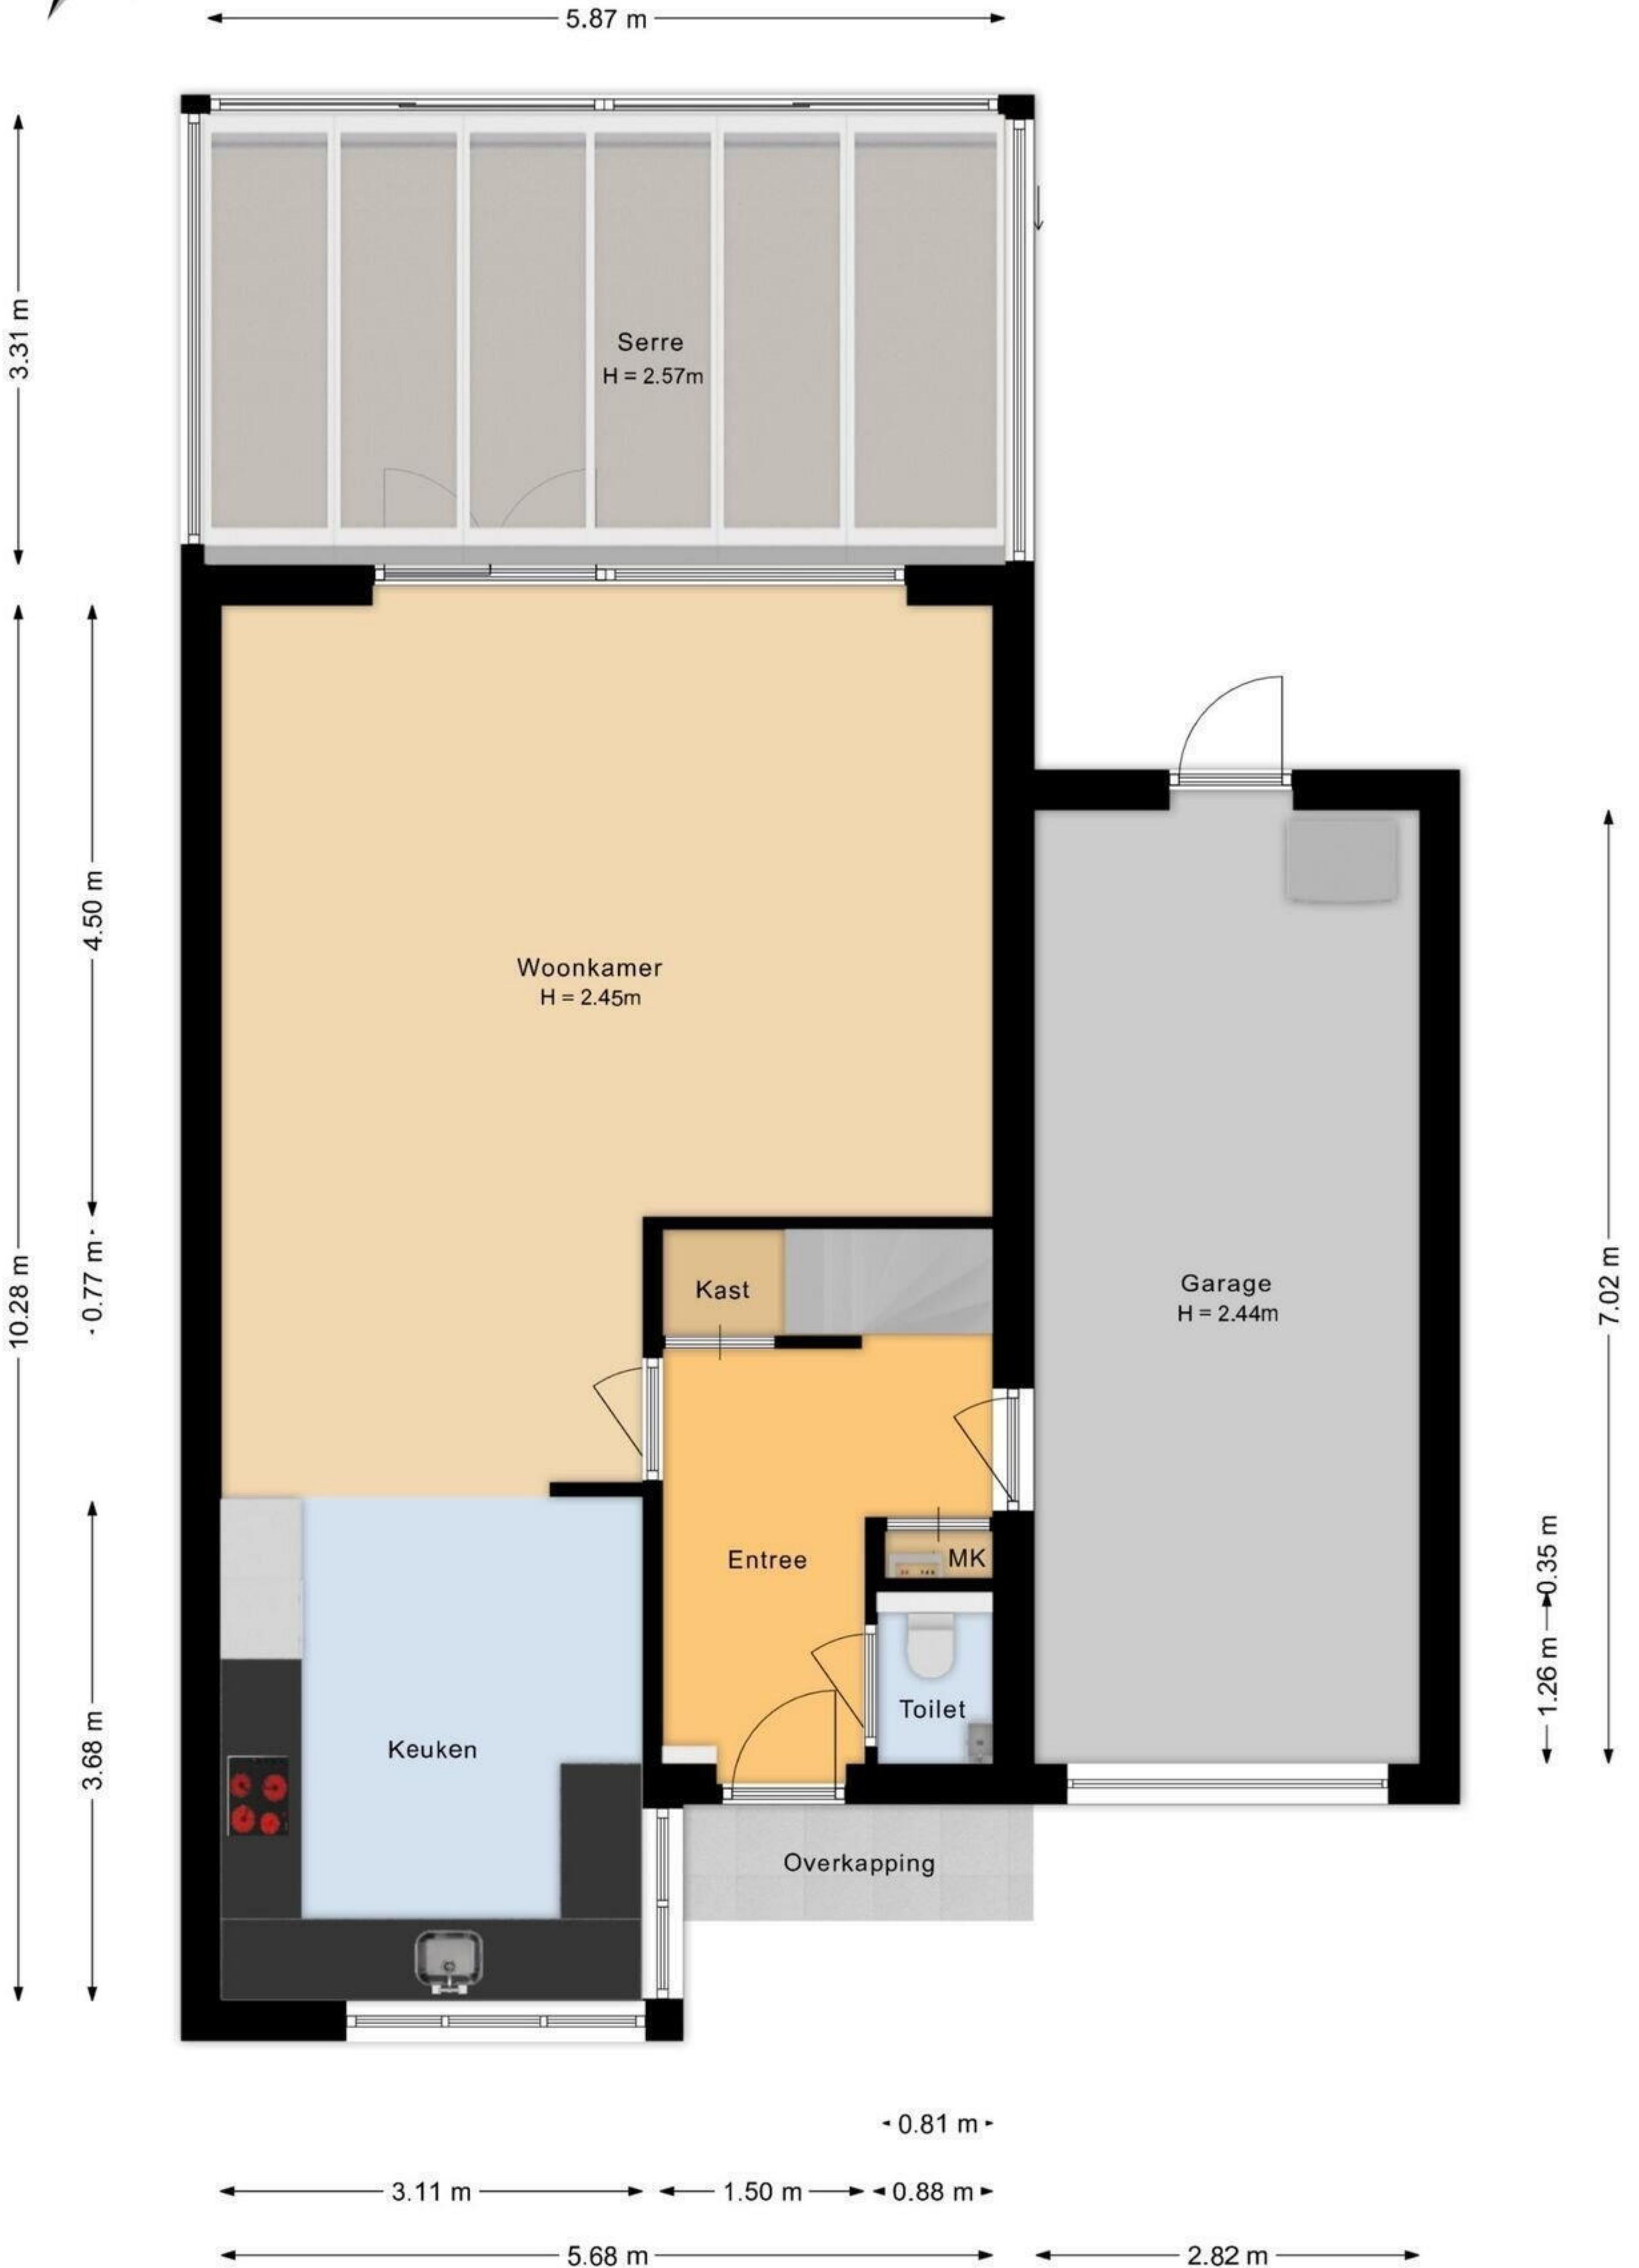 5.87 m
3.31 m
Serre
H = 2.57m
4.50 m
Woonkamer
H = 2.45m
10.28 m
0.77 m
Kast
Garage
H = 2.44m
7.02 m
Entree
MK
0.35 m
1.26 m
Toilet
Keuken
3.68 m
Overkapping
0.81 m
3.11 m
1.50 m
0.88 m
5.68 m
2.82 m